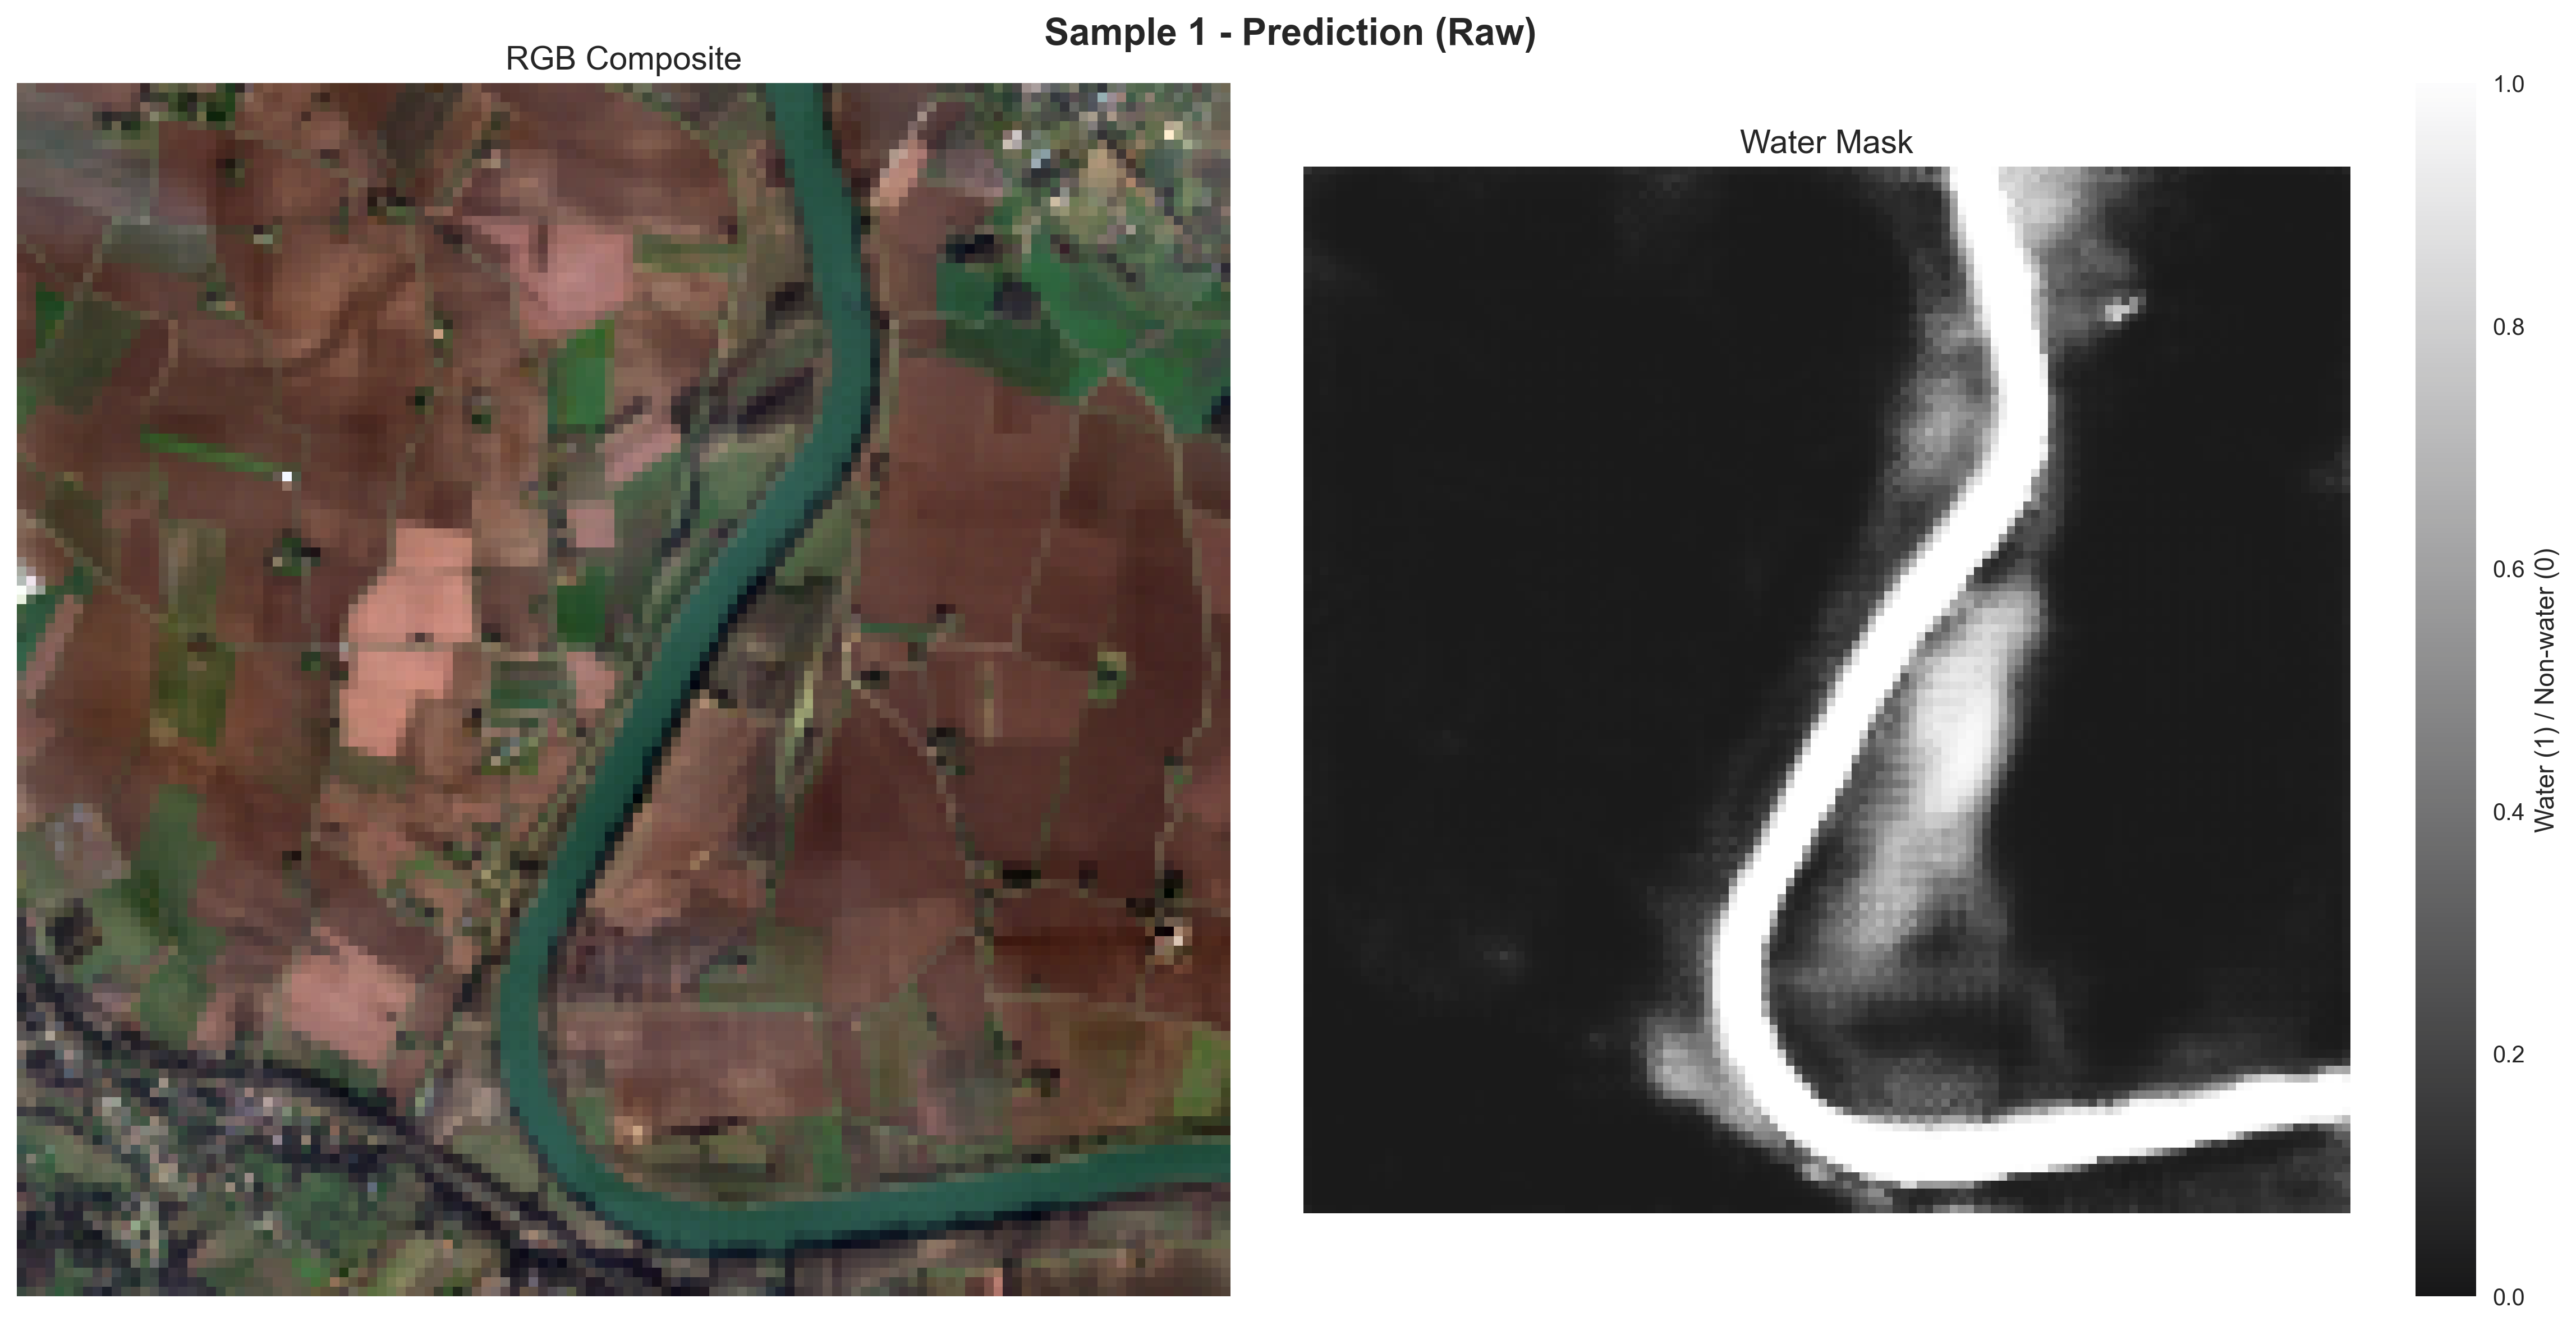 Sample 1 - Prediction (Raw)
RGB Composite
Water Mask
1.0
0.8
0.6
0.4
0.2
0.0
Water (1) / Non-water (0)